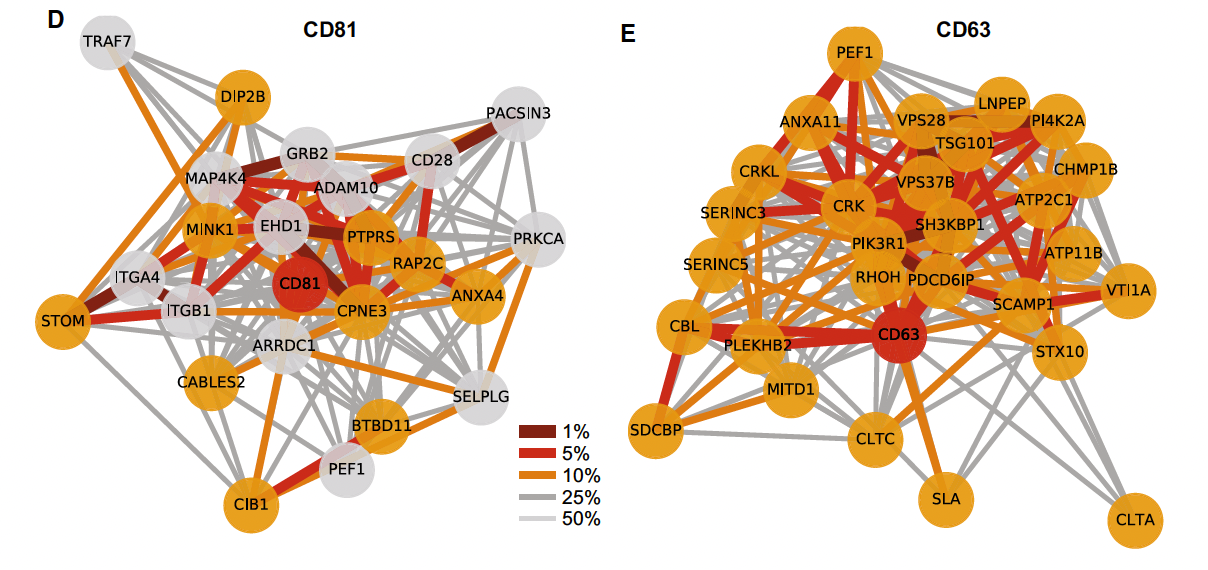 D
CD81
TRAF7
DIP2B
PACSIN3
GRB2
CD28
MAP4K4
ADAM10
MINK1
EHD1
PTPRS
PRKCA
RAP2C
ITGA4
CD81
ANXA4
STOM
ITGB1
CPNE3
ARRDC1
CABLES2
SELPLG
BTBD11
PEF1
CIB1
1%
5%
10%
25%
50%
E
CD63
PEF1
LNPEP
ANXA11
VPS28
PI4K2A
TSG101
CRKL
CHMP1B
VPS37B
SERINC3
CRK
ATP2C1
SH3KBP1
PIK3R1
SERINC5
ATP11B
RHOH
PDCD6IP
VTI1A
SCAMP1
CBL
CD63
PLEKHB2
STX10
MITD1
SDCBP
CLTC
SLA
CLTA